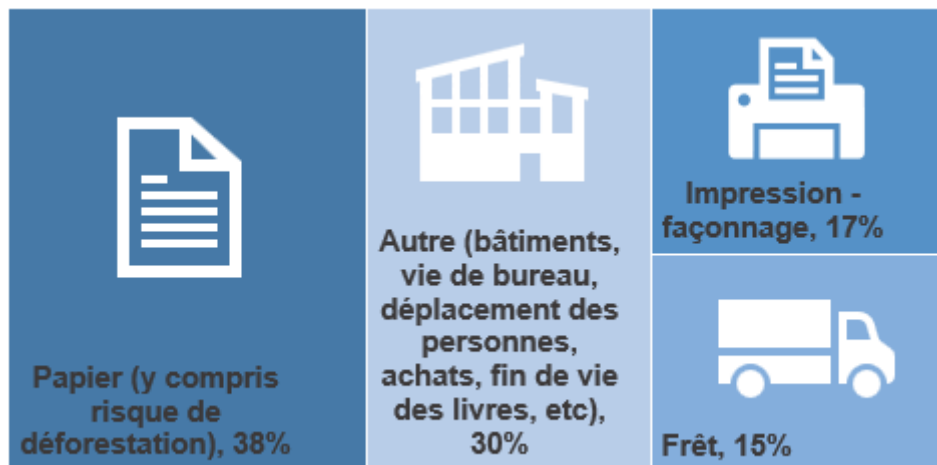 Papier (y compris
risque de
déforestation), 38%
Autre (bâtiments,
vie de bureau,
déplacement des
personnes,
achats, fin de vie
des livres, etc),
30%
Impression -
façonnage, 17%
Frêt, 15%